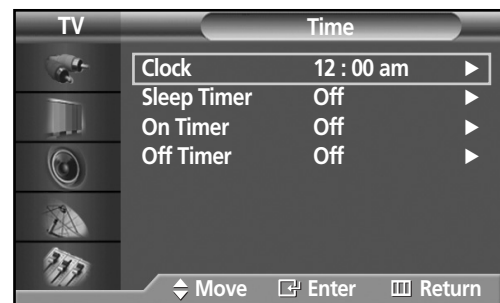 TV Time
Clock 12 : 00 am
Sleep Timer Off
On Timer Off
Off Timer Off
Move Enter Return